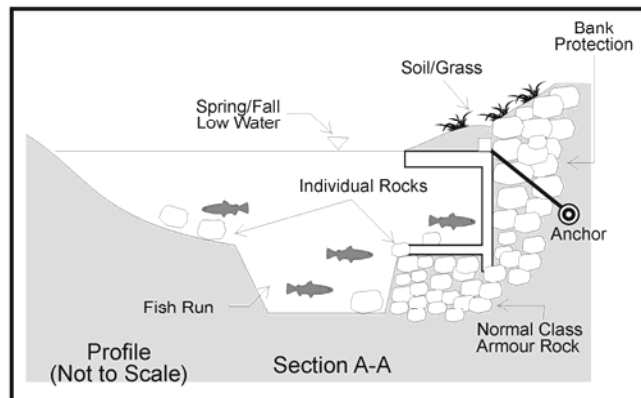 Bank
Protection
Soil/Grass
Spring/Fall
Low Water
Individual Rocks
Anchor
Fish Run
Normal Class
Armour Rock
Profile
(Not to Scale)
Section A-A